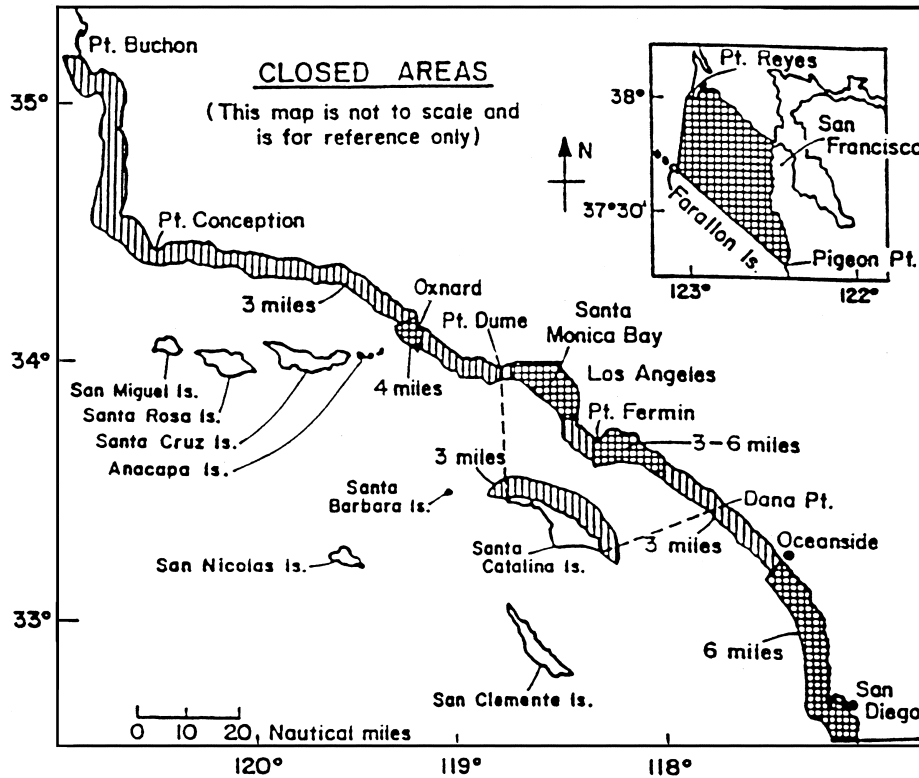 Pt. Buchon
CLOSED AREAS
(This map is not to scale and
is for reference only)
N
Pt. Reyes
38°
San
Francisco
37°30'
Farallon Is.
Pigeon Pt.
123°
122°
35°
Pt. Conception
3 miles
Oxnard
Pt. Dume
Santa
Monica Bay
34°
4 miles
Los Angeles
San Miguel Is.
Santa Rosa Is.
Santa Cruz Is.
Anacapa Is.
Pt. Fermin
3-6 miles
3 miles
Santa
Barbara Is.
Dana Pt.
3 miles
Oceanside
Santa
Catalina Is.
San Nicolas Is.
33°
6 miles
San Clemente Is.
San
Diego
0 10 20 Nautical miles
120°
119°
118°